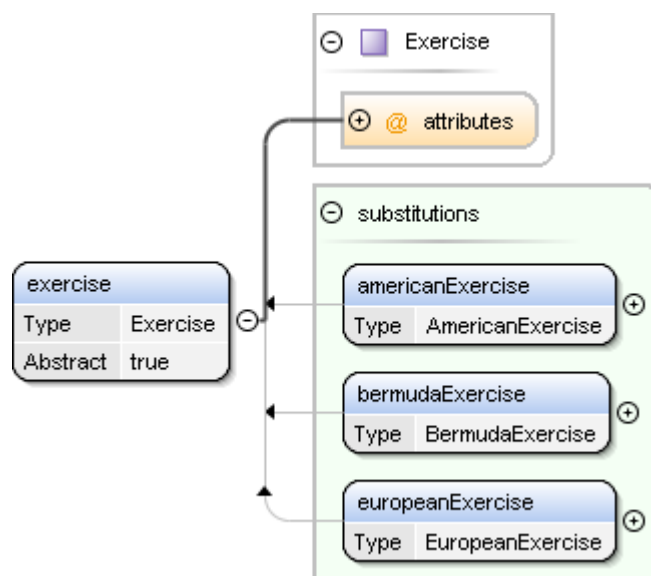 Exercise
@ attributes
substitutions
exercise
Type Exercise
Abstract true
americanExercise
Type AmericanExercise
bermudaExercise
Type BermudaExercise
europeanExercise
Type EuropeanExercise